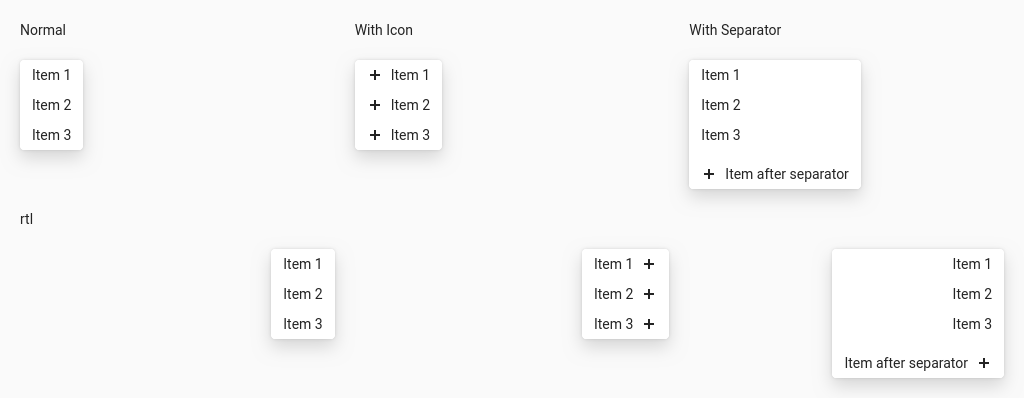 Normal
Item 1
Item 2
Item 3
With Icon
+ Item 1
+ Item 2
+ Item 3
With Separator
Item 1
Item 2
Item 3
+ Item after separator
rtl
Item 1
Item 2
Item 3
Item 1 +
Item 2 +
Item 3 +
Item 1
Item 2
Item 3
Item after separator +